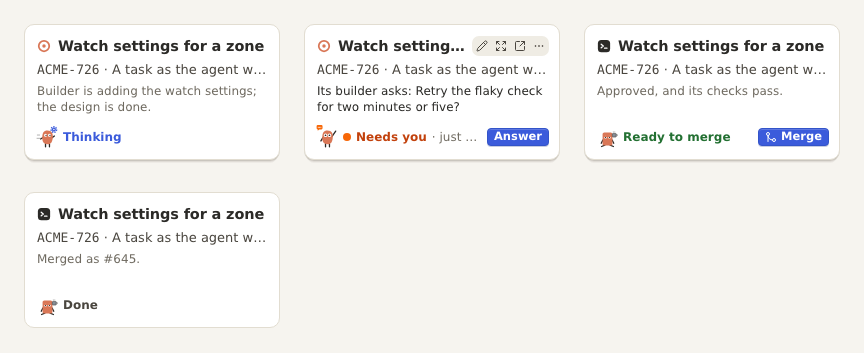 Watch settings for a zone
ACME-726 · A task as the agent w…
Builder is adding the watch settings;
the design is done.
Thinking
Watch setting…
ACME-726 · A task as the agent w…
Its builder asks: Retry the flaky check
for two minutes or five?
Needs you · just … Answer
Watch settings for a zone
ACME-726 · A task as the agent w…
Approved, and its checks pass.
Ready to merge Merge
Watch settings for a zone
ACME-726 · A task as the agent w…
Merged as #645.
Done